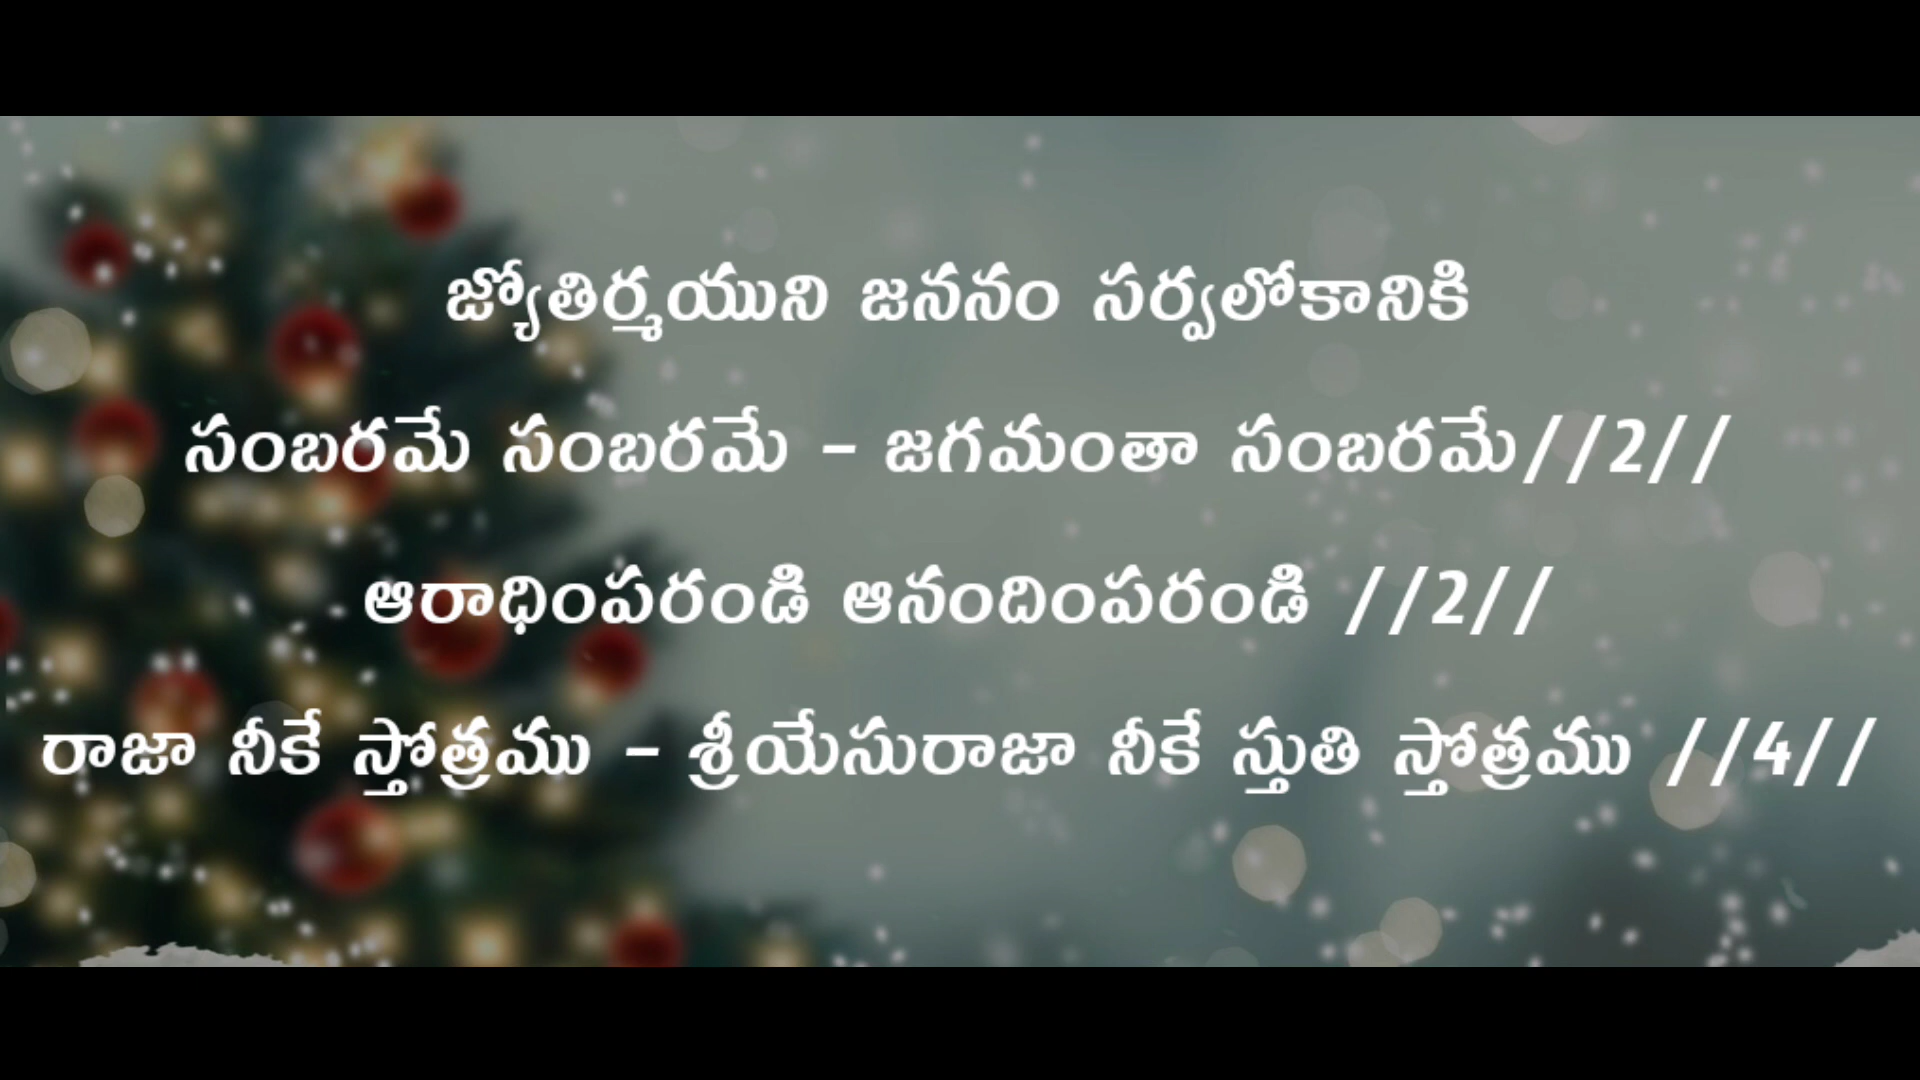 జ్యోతిర్మయుని జననం సర్వలోకానికి
సంబరమే సంబరమే - జగమంతా సంబరమే//2//
ఆరాధింపరండి ఆనందింపరండి //2//
రాజా నీకే స్తోత్రము - శ్రీయేసురాజా నీకే స్తుతి స్తోత్రము //4//